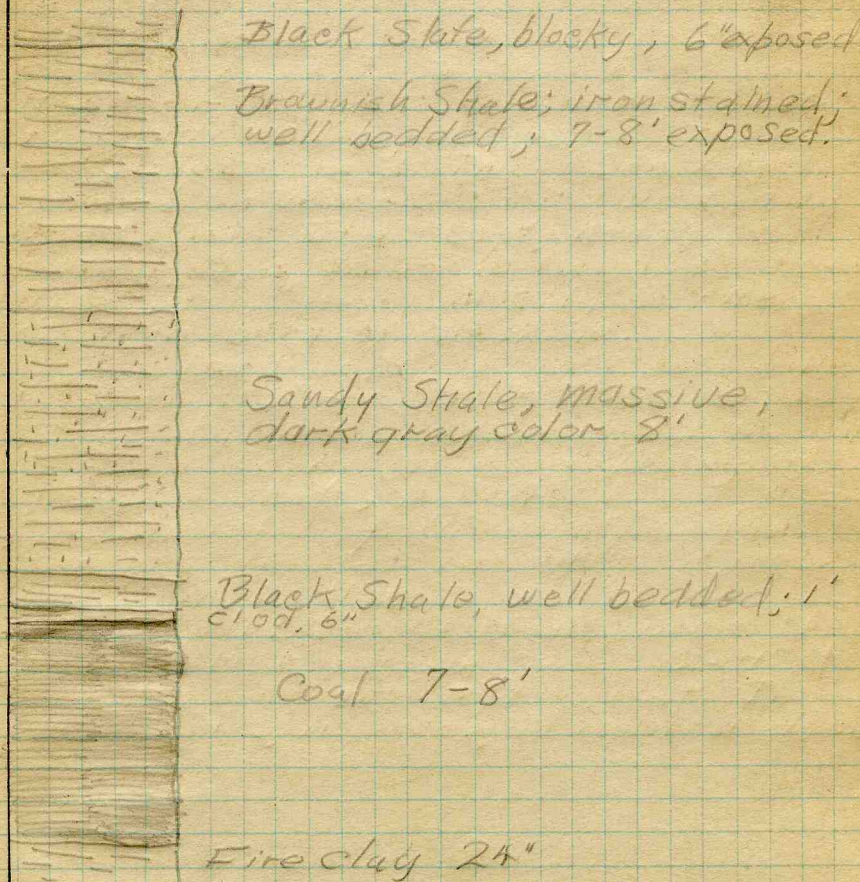 Black Slate, blocky, 6" exposed
Brownish Shale; iron stained;
well bedded; 7-8' exposed.
Sandy Shale, massive,
dark gray color 8'
Black Shale, well bedded; 1'
clod. 6"
Coal 7-8'
Fire clay 24"